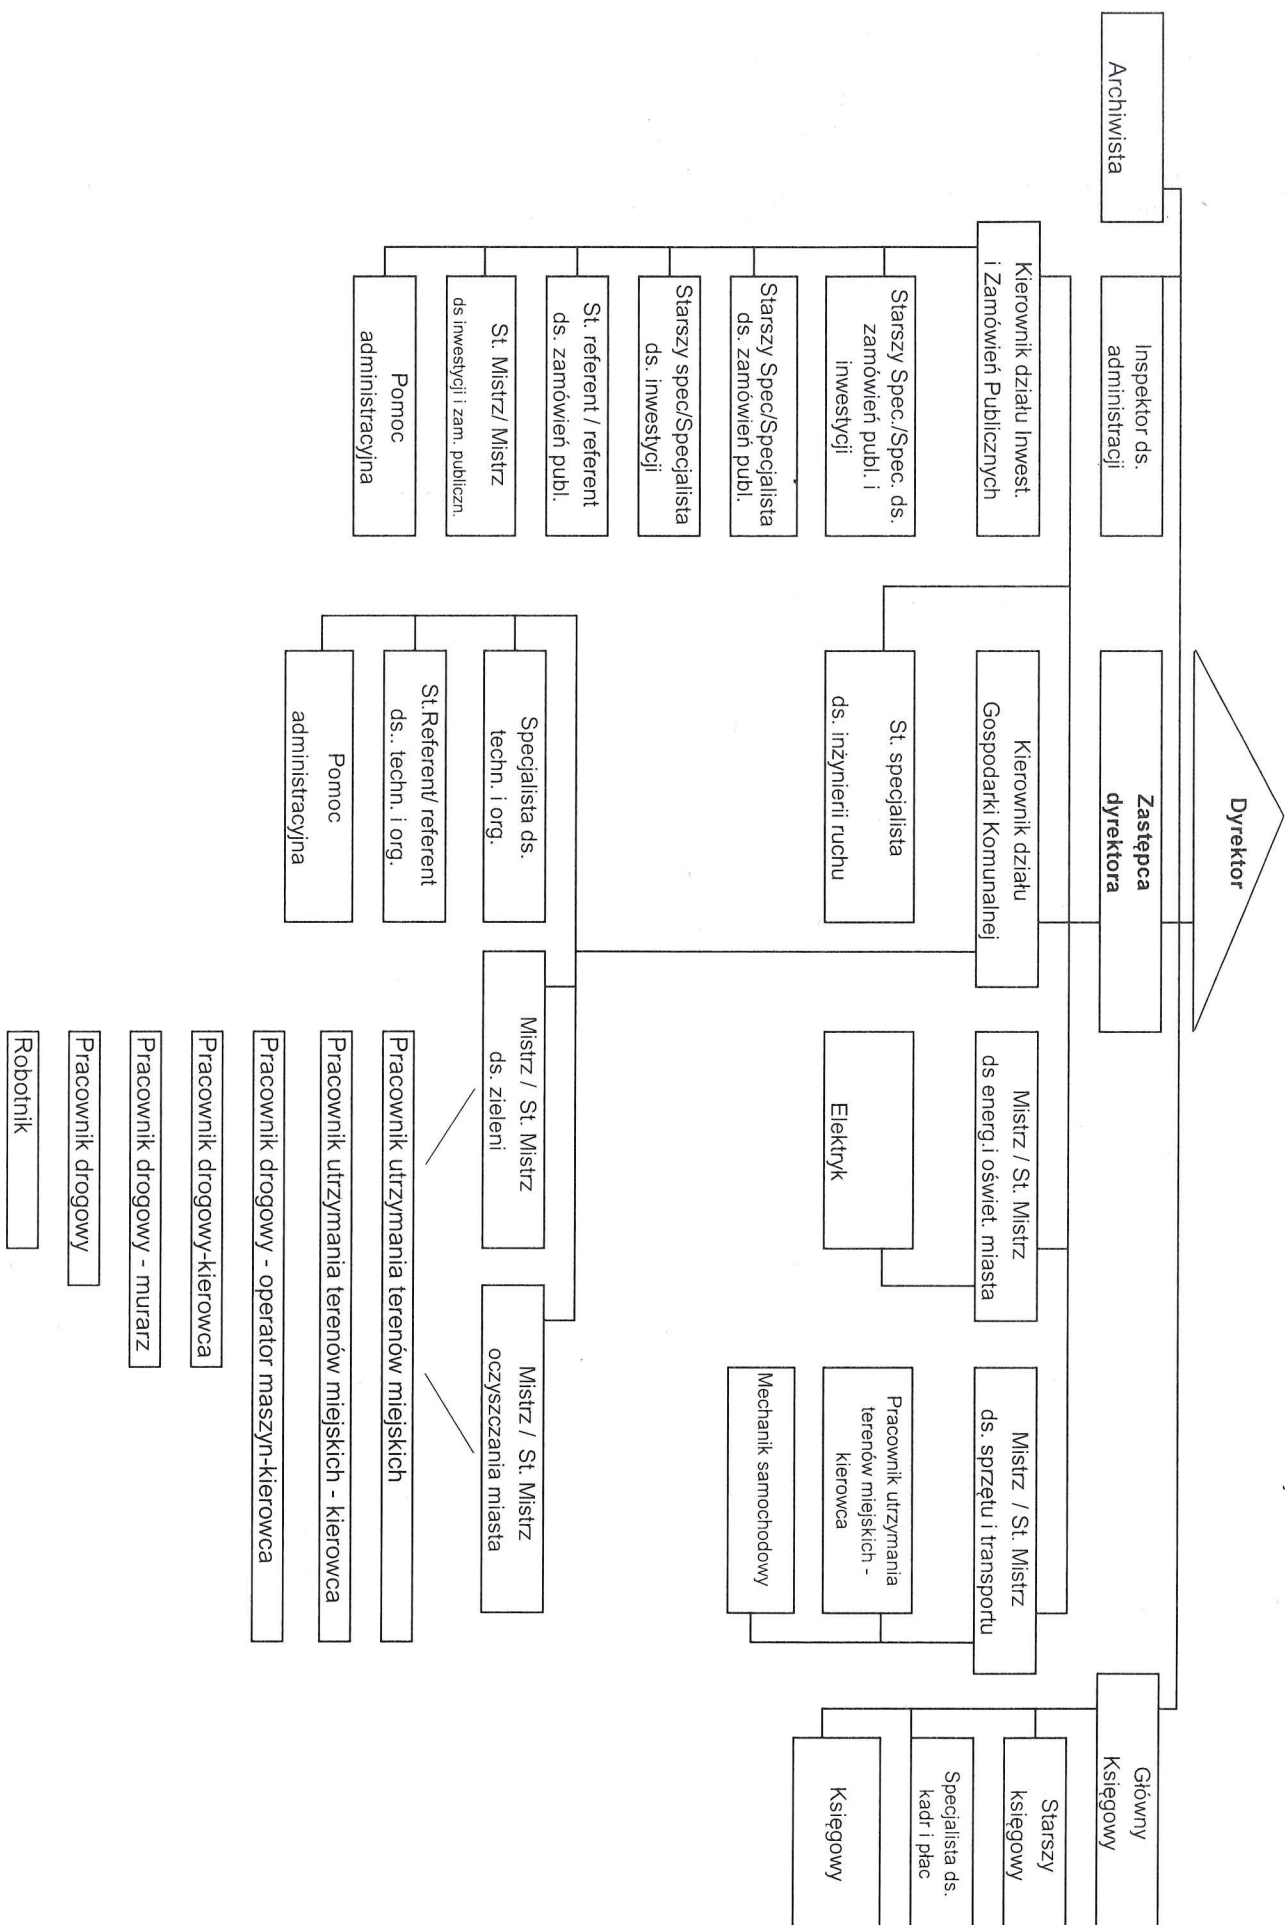 Dyrektor
Archiwista
Inspektor ds.
administracji
Zastępca
dyrektora
Główny
Księgowy
Kierownik działu Inwest.
i Zamówień Publicznych
Kierownik działu
Gospodarki Komunalnej
Mistrz / St. Mistrz
ds energ.i oświet. miasta
Mistrz / St. Mistrz
ds. sprzętu i transportu
Starszy
księgowy
Specjalista ds.
kadr i płac
Księgowy
Starszy Spec./Spec. ds.
zamówień publ. i
inwestycji
Starszy Spec/Specjalista
ds. zamówień publ.
Starszy spec/Specjalista
ds. inwestycji
St. referent / referent
ds. zamówień publ.
St. Mistrz/ Mistrz
ds inwestycji i zam. publiczn.
Pomoc
administracyjna
St. specjalista
ds. inżynierii ruchu
Elektryk
Pracownik utrzymania
terenów miejskich -
kierowca
Mechanik samochodowy
Specjalista ds.
techn. i org.
St.Referent/ referent
ds.. techn. i org.
Pomoc
administracyjna
Mistrz / St. Mistrz
ds. zieleni
Mistrz / St. Mistrz
oczyszczania miasta
Pracownik utrzymania terenów miejskich
Pracownik utrzymania terenów miejskich - kierowca
Pracownik drogowy - operator maszyn-kierowca
Pracownik drogowy-kierowca
Pracownik drogowy - murarz
Pracownik drogowy
Robotnik